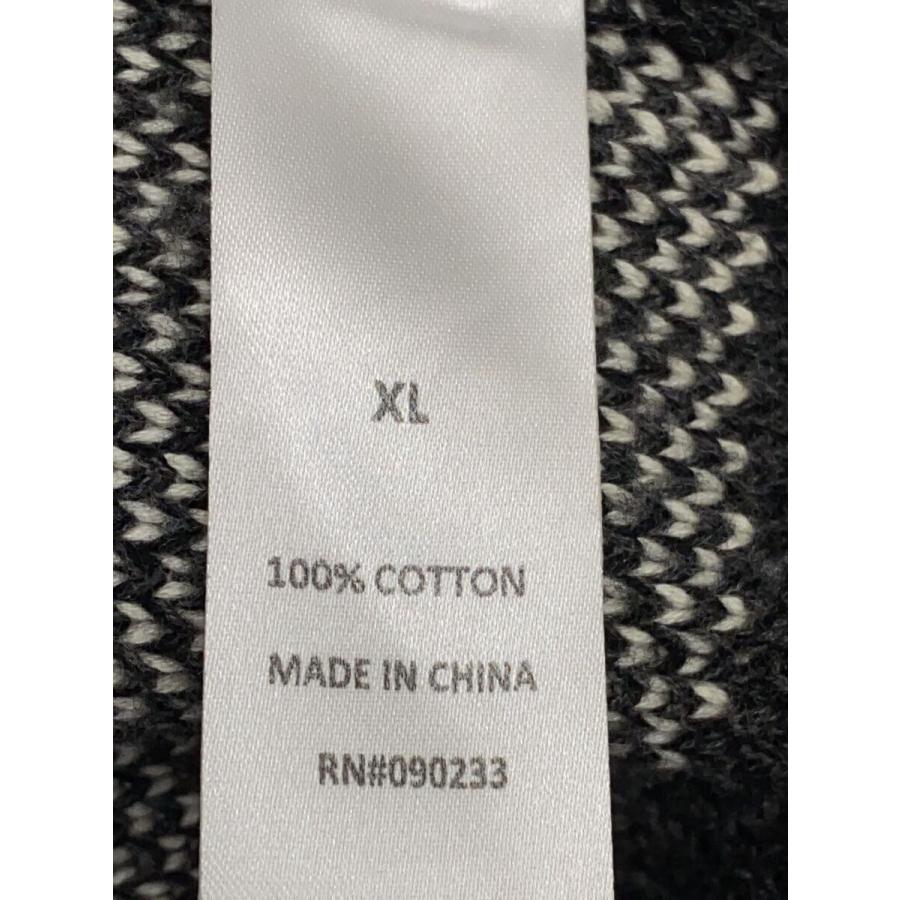 XL
100% COTTON
MADE IN CHINA
RN#090233